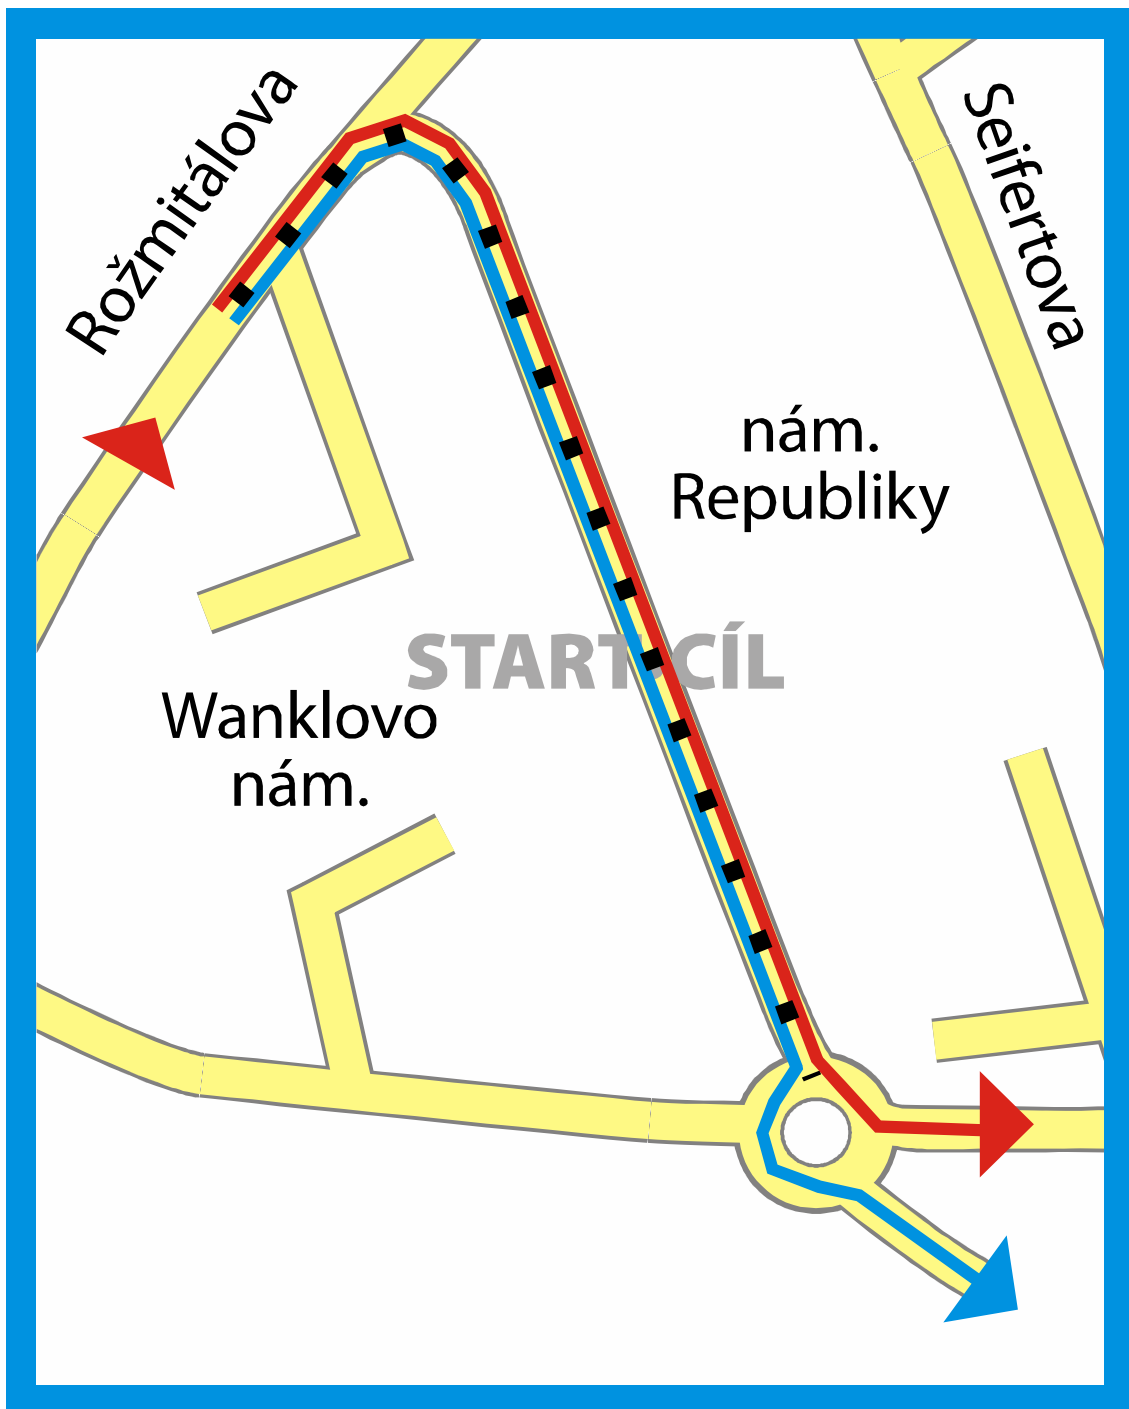 Rožmitálova
Seifertova
nám.
Republiky
START CÍL
Wanklovo
nám.